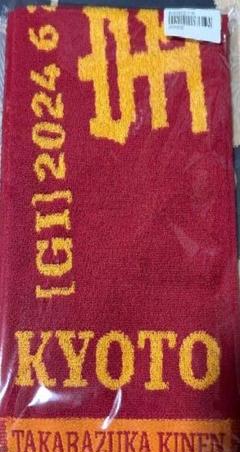 [GI] 2024 6
KYOTO
TAKARAZUKA KINEN